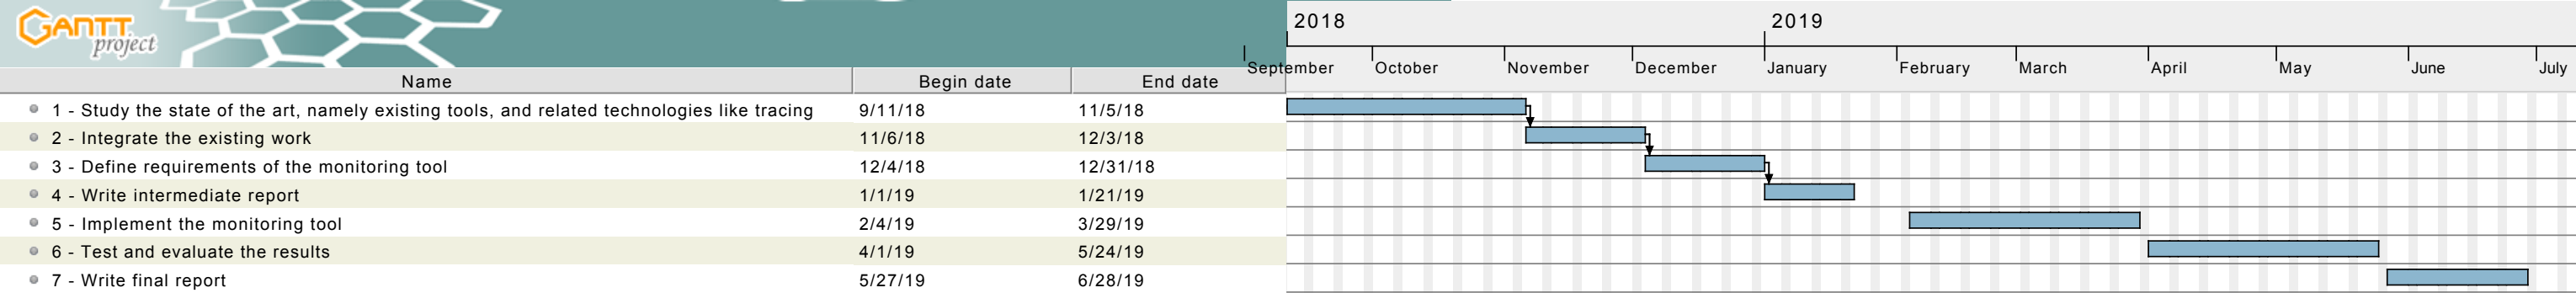 GANTT
project
2018 2019
September October November December January February March April May June July
Name Begin date End date
1 - Study the state of the art, namely existing tools, and related technologies like tracing 9/11/18 11/5/18
2 - Integrate the existing work 11/6/18 12/3/18
3 - Define requirements of the monitoring tool 12/4/18 12/31/18
4 - Write intermediate report 1/1/19 1/21/19
5 - Implement the monitoring tool 2/4/19 3/29/19
6 - Test and evaluate the results 4/1/19 5/24/19
7 - Write final report 5/27/19 6/28/19